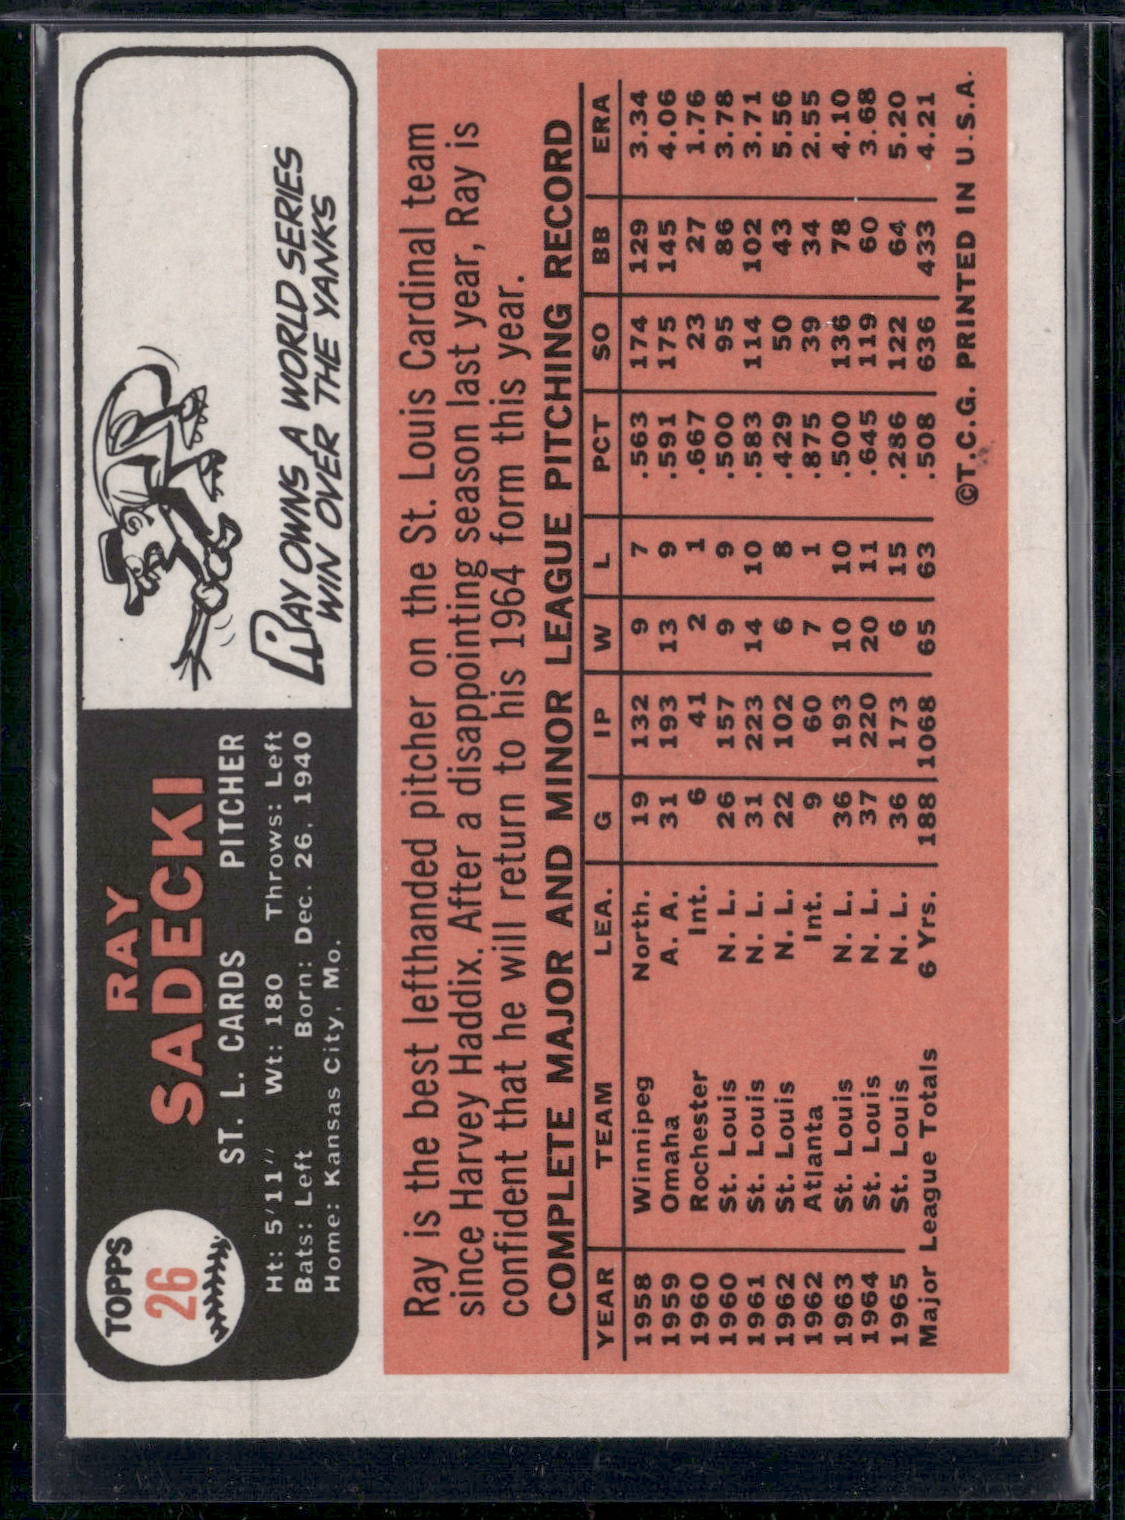 TOPPS
26
RAY
SADECKI
ST. L. CARDS PITCHER
Ht: 5'11" Wt: 180 Throws: Left
Bats: Left Born: Dec. 26, 1940
Home: Kansas City, Mo.
RAY OWNS A WORLD SERIES
WIN OVER THE YANKS
Ray is the best lefthanded pitcher on the St. Louis Cardinal team
since Harvey Haddix. After a disappointing season last year, Ray is
confident that he will return to his 1964 form this year.
COMPLETE MAJOR AND MINOR LEAGUE PITCHING RECORD
YEAR TEAM LEA. G IP W L PCT SO BB ERA
1958 Winnipeg North. 19 132 9 7 .563 174 129 3.34
1959 Omaha A. A. 31 193 13 9 .591 175 145 4.06
1960 Rochester Int. 6 41 2 1 .667 23 27 1.76
1960 St. Louis N. L. 26 157 9 9 .500 95 86 3.78
1961 St. Louis N. L. 31 223 14 10 .583 114 102 3.71
1962 St. Louis N. L. 22 102 6 8 .429 50 43 5.56
1962 Atlanta Int. 9 60 7 1 .875 39 34 2.55
1963 St. Louis N. L. 36 193 10 10 .500 136 78 4.10
1964 St. Louis N. L. 37 220 20 11 .645 119 60 3.68
1965 St. Louis N. L. 36 173 6 15 .286 122 64 5.20
Major League Totals 6 Yrs. 188 1068 65 63 .508 636 433 4.21
©T.C.G. PRINTED IN U.S.A.